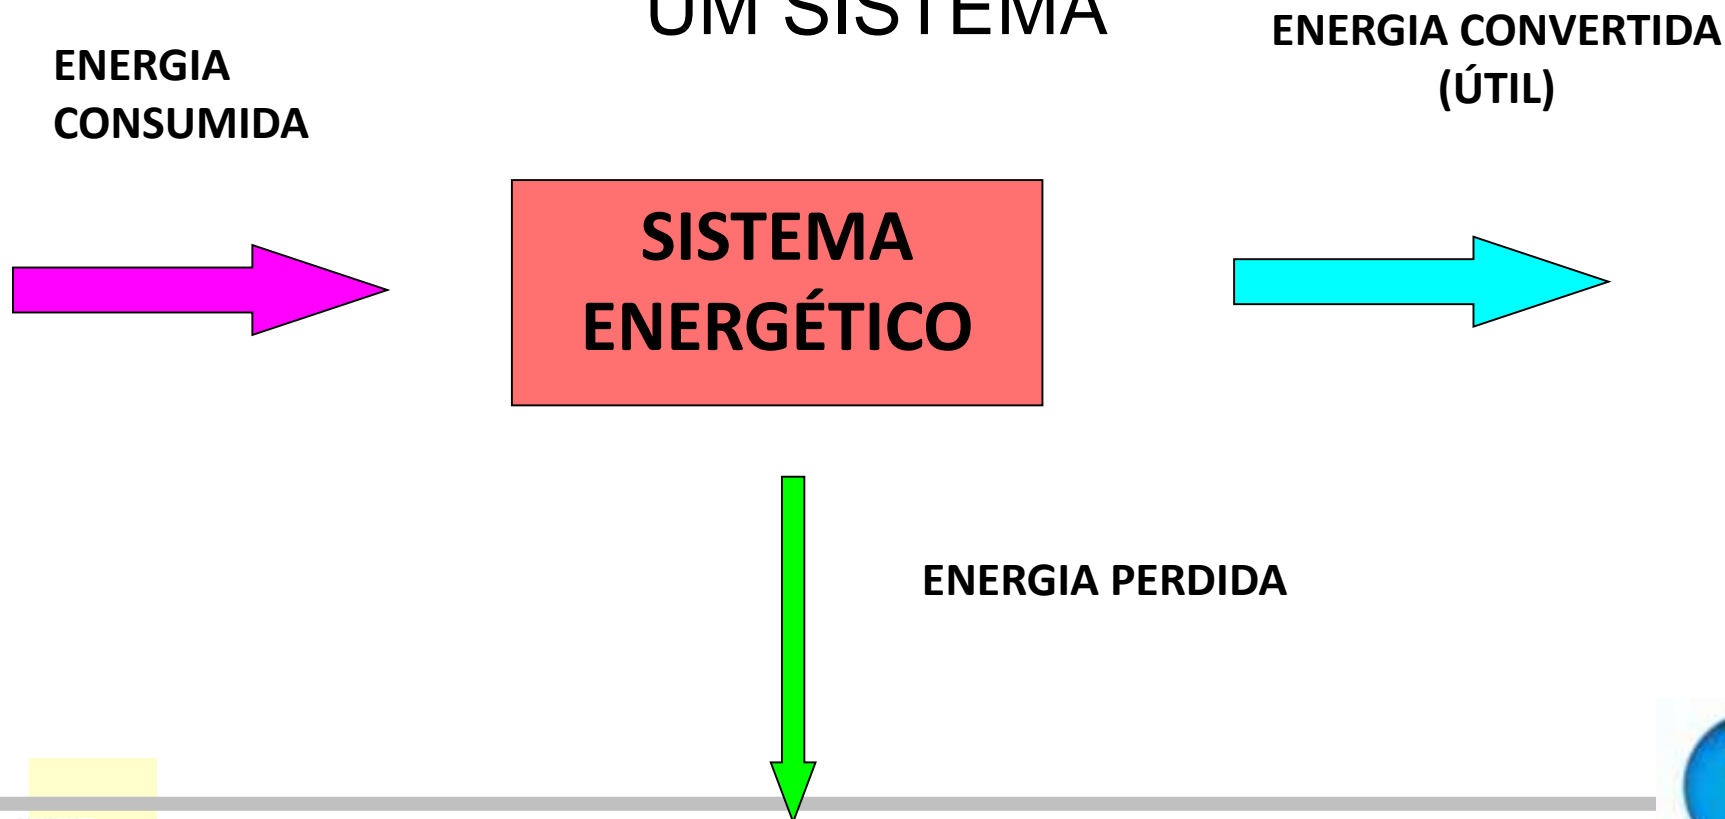 UM SISTEMA
ENERGIA
CONSUMIDA
ENERGIA CONVERTIDA
(ÚTIL)
SISTEMA
ENERGÉTICO
ENERGIA PERDIDA